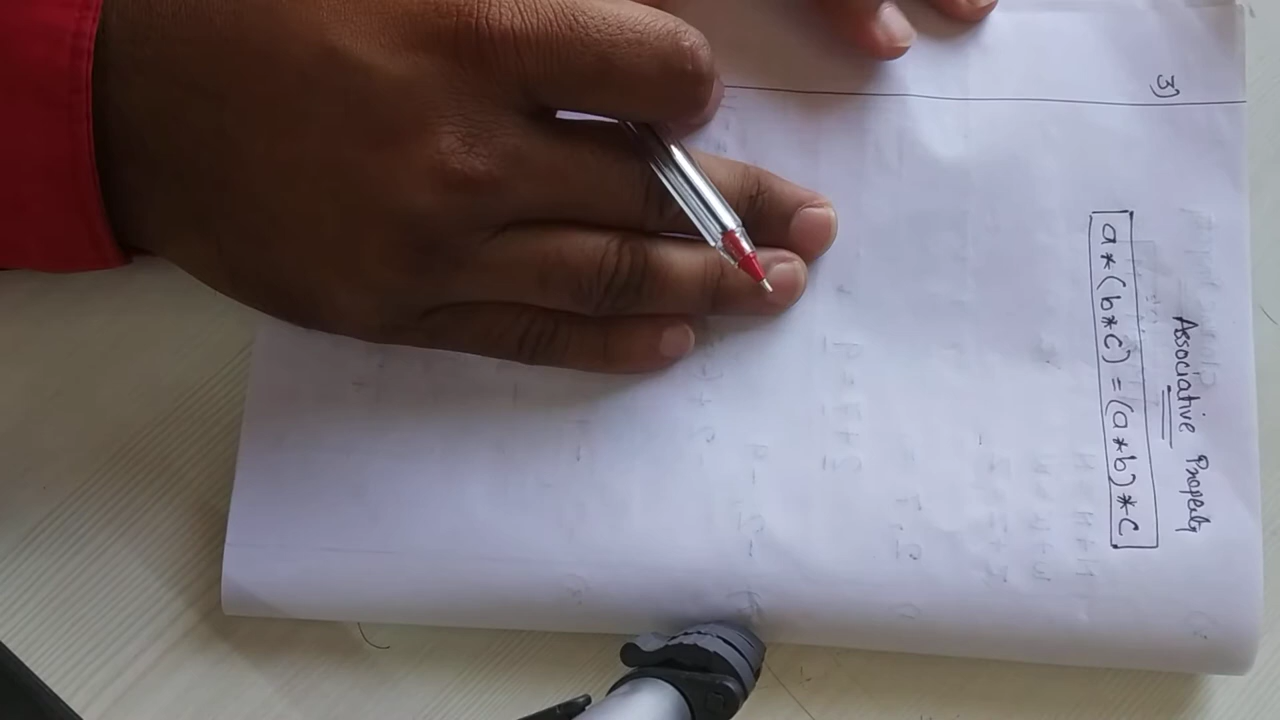 3)
Associative Property
a*(b*c) = (a*b)*c